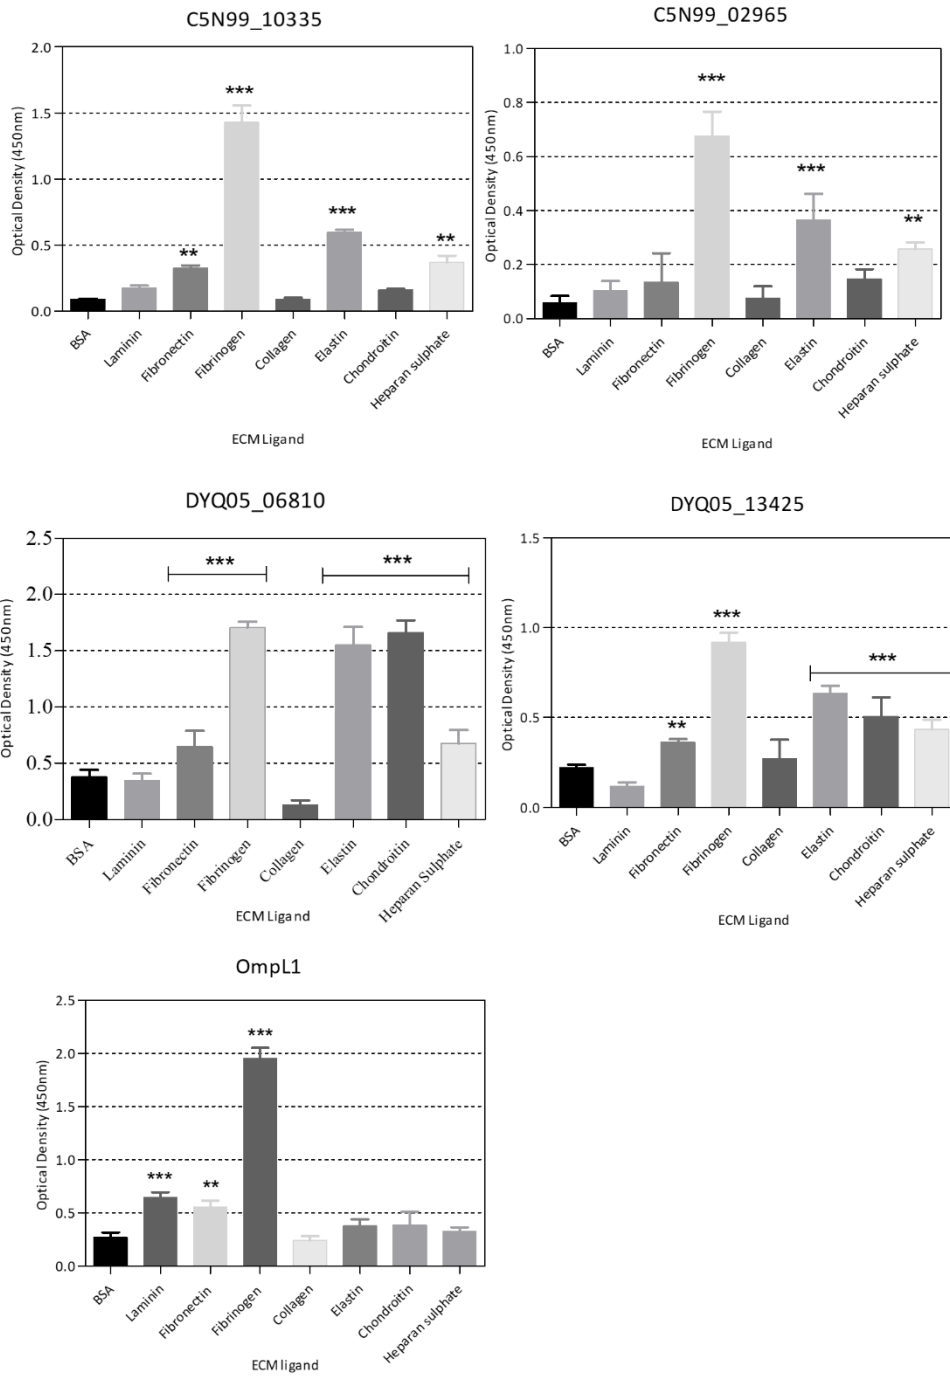 C5N99_10335
Optical Density (450nm)
2.0
1.5
1.0
0.5
0.0
***
***
**
**
BSA
Laminin
Fibronectin
Fibrinogen
Collagen
Elastin
Chondroitin
Heparan sulphate
ECM Ligand
C5N99_02965
Optical Density (450nm)
1.0
0.8
0.6
0.4
0.2
0.0
***
***
**
BSA
Laminin
Fibronectin
Fibrinogen
Collagen
Elastin
Chondroitin
Heparan sulphate
ECM Ligand
DYQ05_06810
Optical Density (450nm)
2.5
2.0
1.5
1.0
0.5
0.0
***
***
BSA
Laminin
Fibronectin
Fibrinogen
Collagen
Elastin
Chondroitin
Heparan Sulphate
ECM Ligand
DYQ05_13425
Optical Density (450nm)
1.5
1.0
0.5
0.0
***
***
**
BSA
Laminin
Fibronectin
Fibrinogen
Collagen
Elastin
Chondroitin
Heparan sulphate
ECM Ligand
OmpL1
Optical Density (450nm)
2.5
2.0
1.5
1.0
0.5
0.0
***
***
**
BSA
Laminin
Fibronectin
Fibrinogen
Collagen
Elastin
Chondroitin
Heparan sulphate
ECM ligand